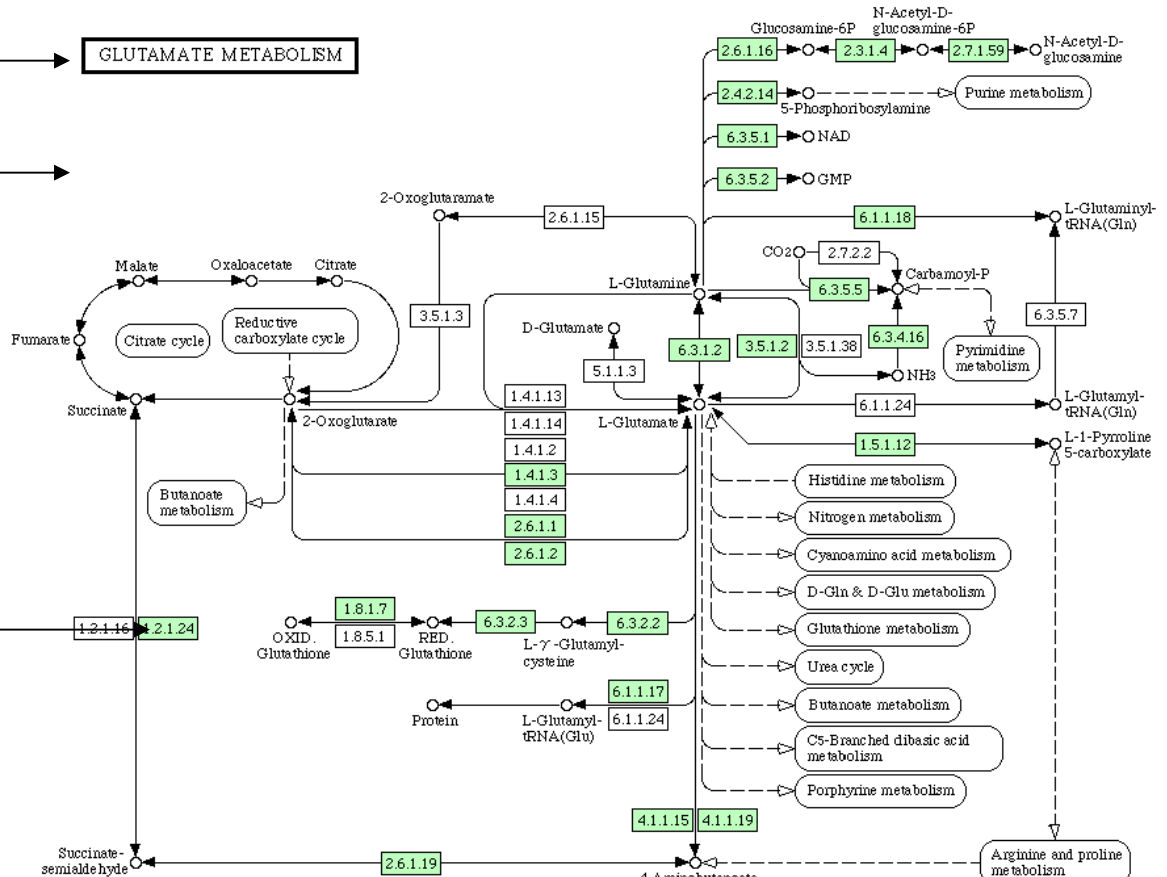 GLUTAMATE METABOLISM
Glucosamine-6P
N-Acetyl-D-
glucosamine-6P
2.6.1.16
2.3.1.4
2.7.1.59
N-Acetyl-D-
glucosamine
2.4.2.14
5-Phosphoribosylamine
Purine metabolism
6.3.5.1
NAD
6.3.5.2
GMP
2-Oxoglutaramate
2.6.1.15
6.1.1.18
L-Glutaminyl-
tRNA(Gln)
CO2
2.7.2.2
Malate
Oxaloacetate
Citrate
L-Glutamine
6.3.5.5
Carbamoyl-P
3.5.1.3
6.3.5.7
Fumarate
Citrate cycle
Reductive
carboxylate cycle
D-Glutamate
6.3.1.2
3.5.1.2
3.5.1.38
6.3.4.16
Pyrimidine
metabolism
5.1.1.3
NH3
Succinate
2-Oxoglutarate
1.4.1.13
1.4.1.14
1.4.1.2
1.4.1.3
1.4.1.4
2.6.1.1
2.6.1.2
L-Glutamate
6.1.1.24
L-Glutamyl-
tRNA(Gln)
1.5.1.12
L-1-Pyrroline
5-carboxylate
Butanoate
metabolism
Histidine metabolism
Nitrogen metabolism
Cyanoamino acid metabolism
D-Gln & D-Glu metabolism
Glutathione metabolism
Urea cycle
Butanoate metabolism
C5-Branched dibasic acid
metabolism
Porphyrine metabolism
1.2.1.16
1.2.1.24
OXID.
Glutathione
1.8.1.7
1.8.5.1
RED.
Glutathione
6.3.2.3
L-γ-Glutamyl-
cysteine
6.3.2.2
Protein
L-Glutamyl-
tRNA(Glu)
6.1.1.17
6.1.1.24
4.1.1.15
4.1.1.19
Succinate-
semialdehyde
2.6.1.19
Arginine and proline
metabolism